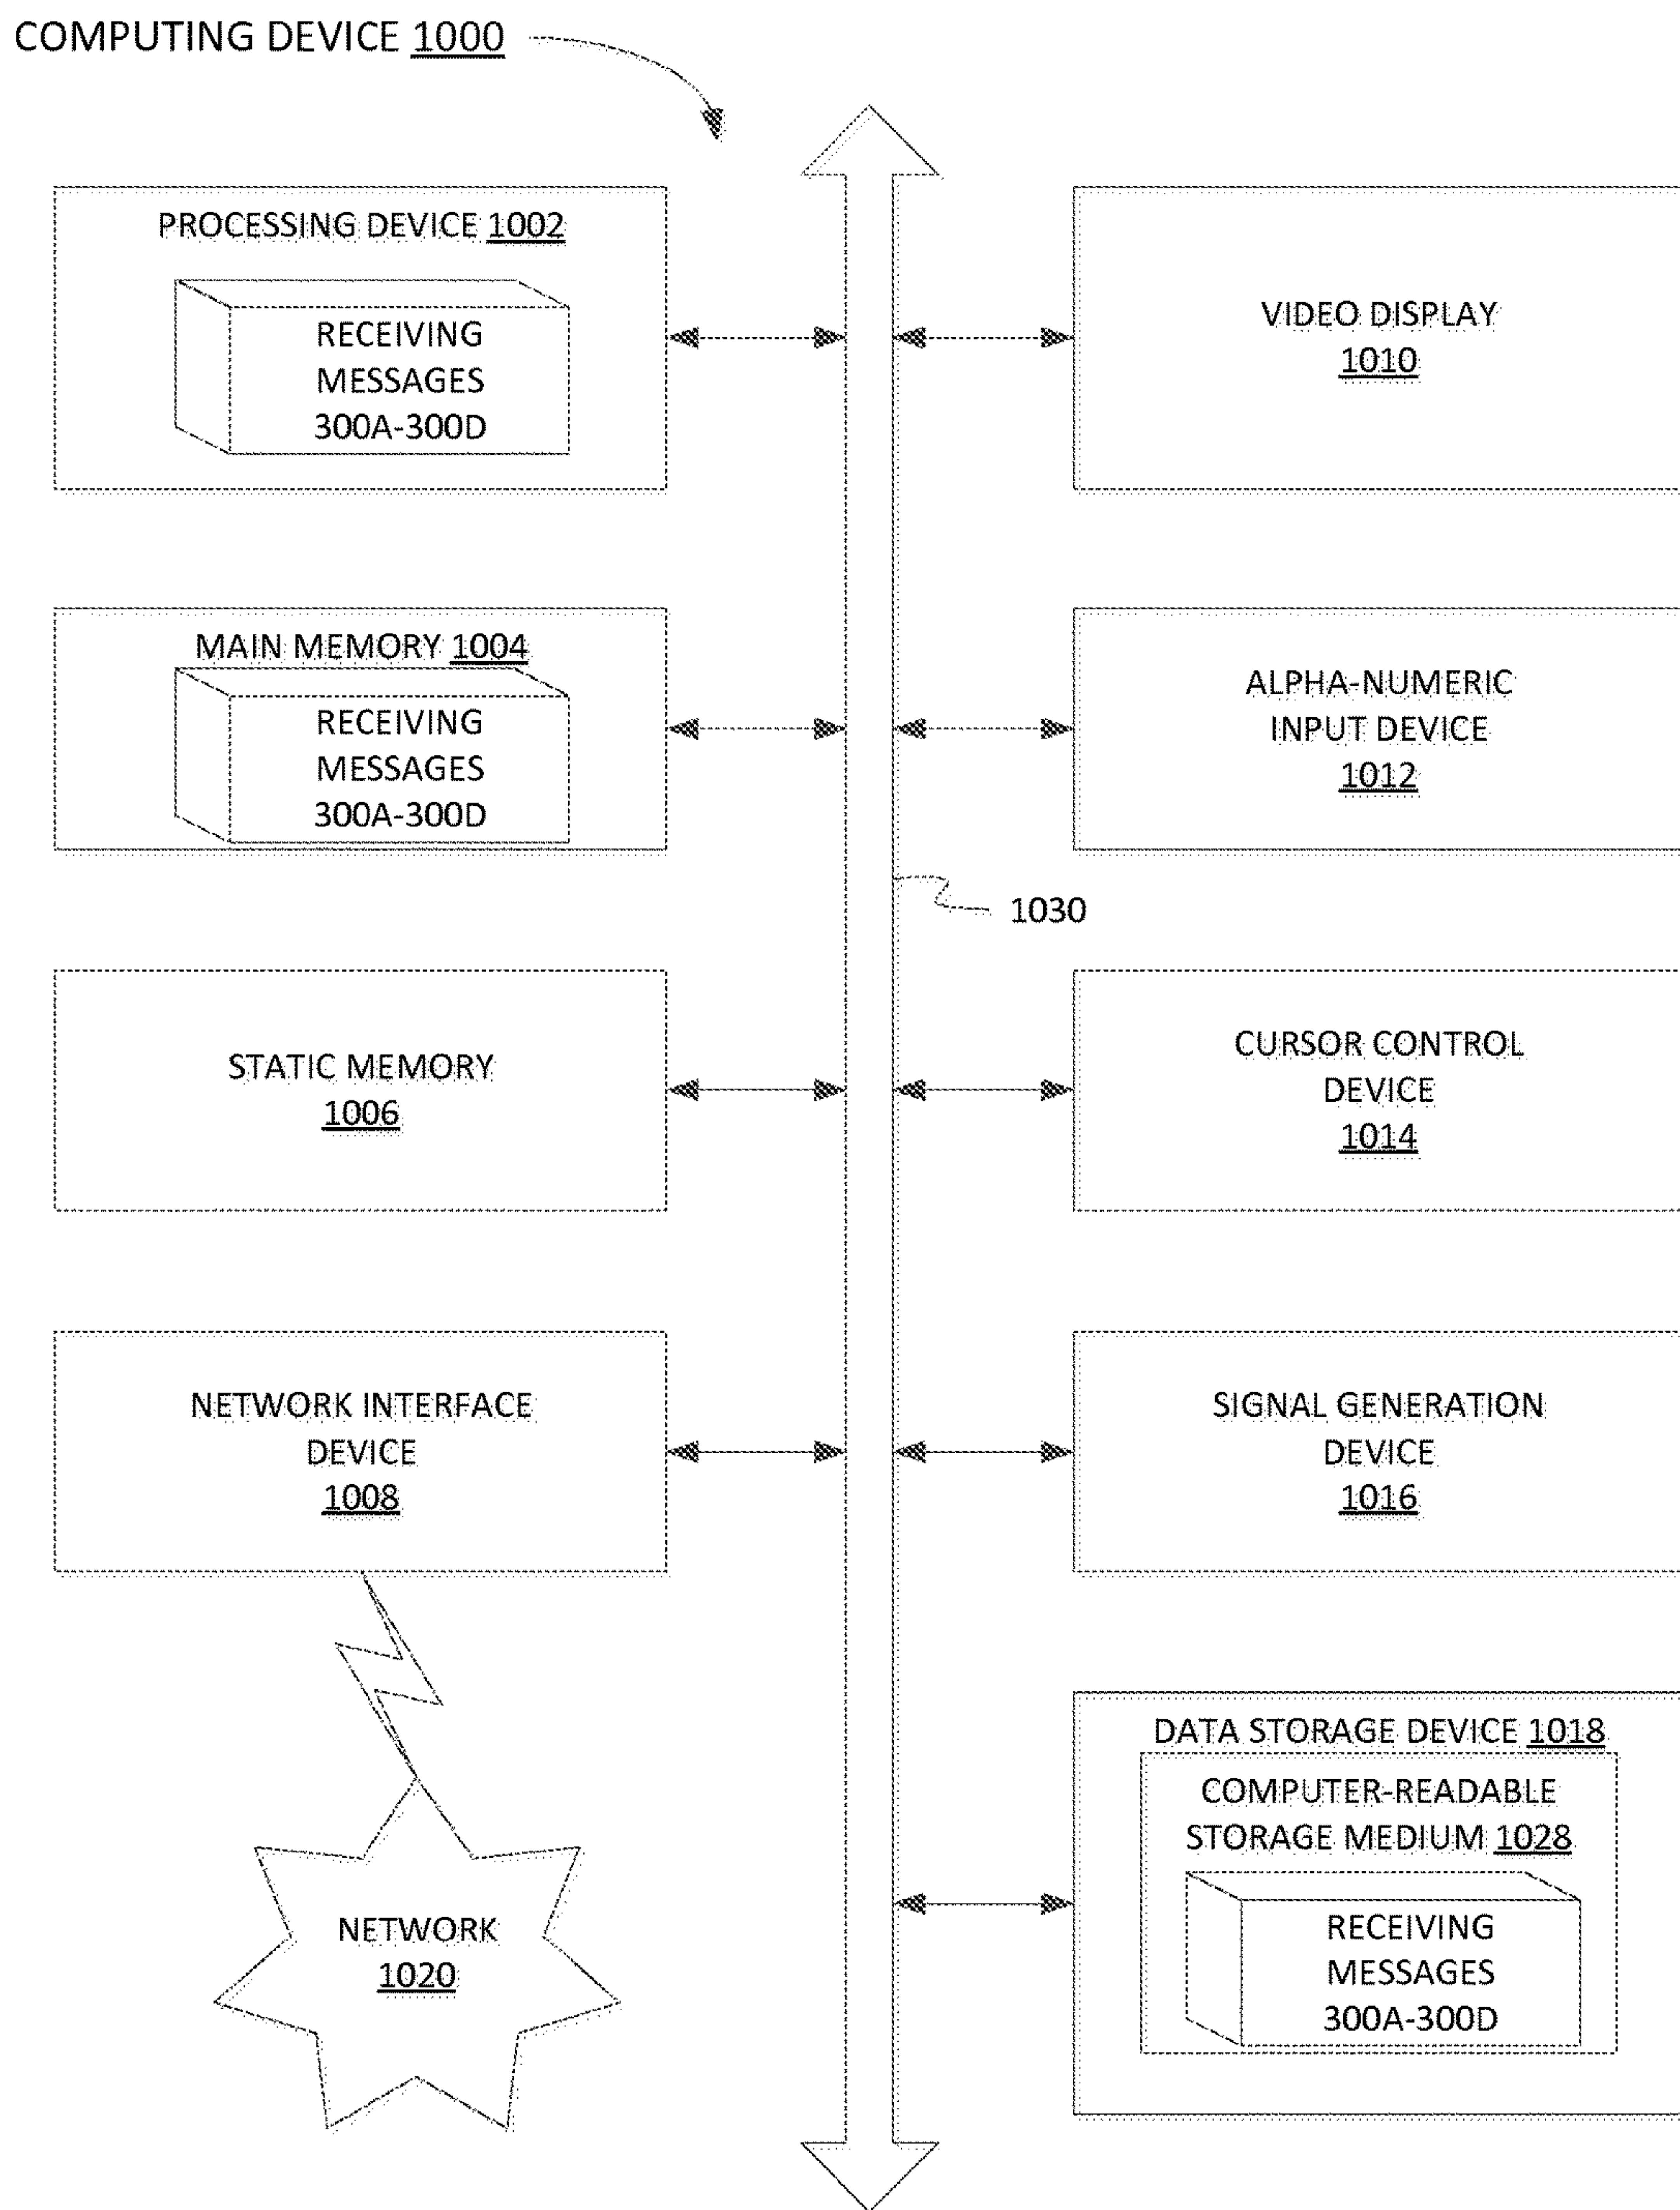 COMPUTING DEVICE 1000
PROCESSING DEVICE 1002
RECEIVING
MESSAGES
300A-300D
VIDEO DISPLAY
1010
MAIN MEMORY 1004
RECEIVING
MESSAGES
300A-300D
ALPHA-NUMERIC
INPUT DEVICE
1012
1030
STATIC MEMORY
1006
CURSOR CONTROL
DEVICE
1014
NETWORK INTERFACE
DEVICE
1008
SIGNAL GENERATION
DEVICE
1016
DATA STORAGE DEVICE 1018
COMPUTER-READABLE
STORAGE MEDIUM 1028
RECEIVING
MESSAGES
300A-300D
NETWORK
1020